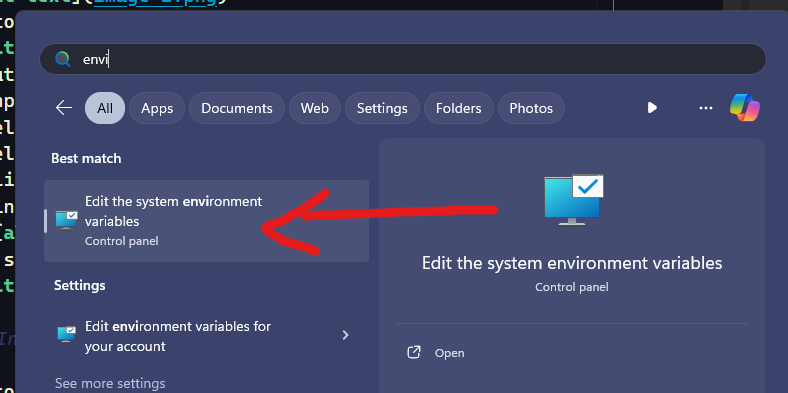 envi
All
Apps
Documents
Web
Settings
Folders
Photos
Best match
Edit the system environment
variables
Control panel
Settings
Edit environment variables for
your account
See more settings
Edit the system environment variables
Control panel
Open